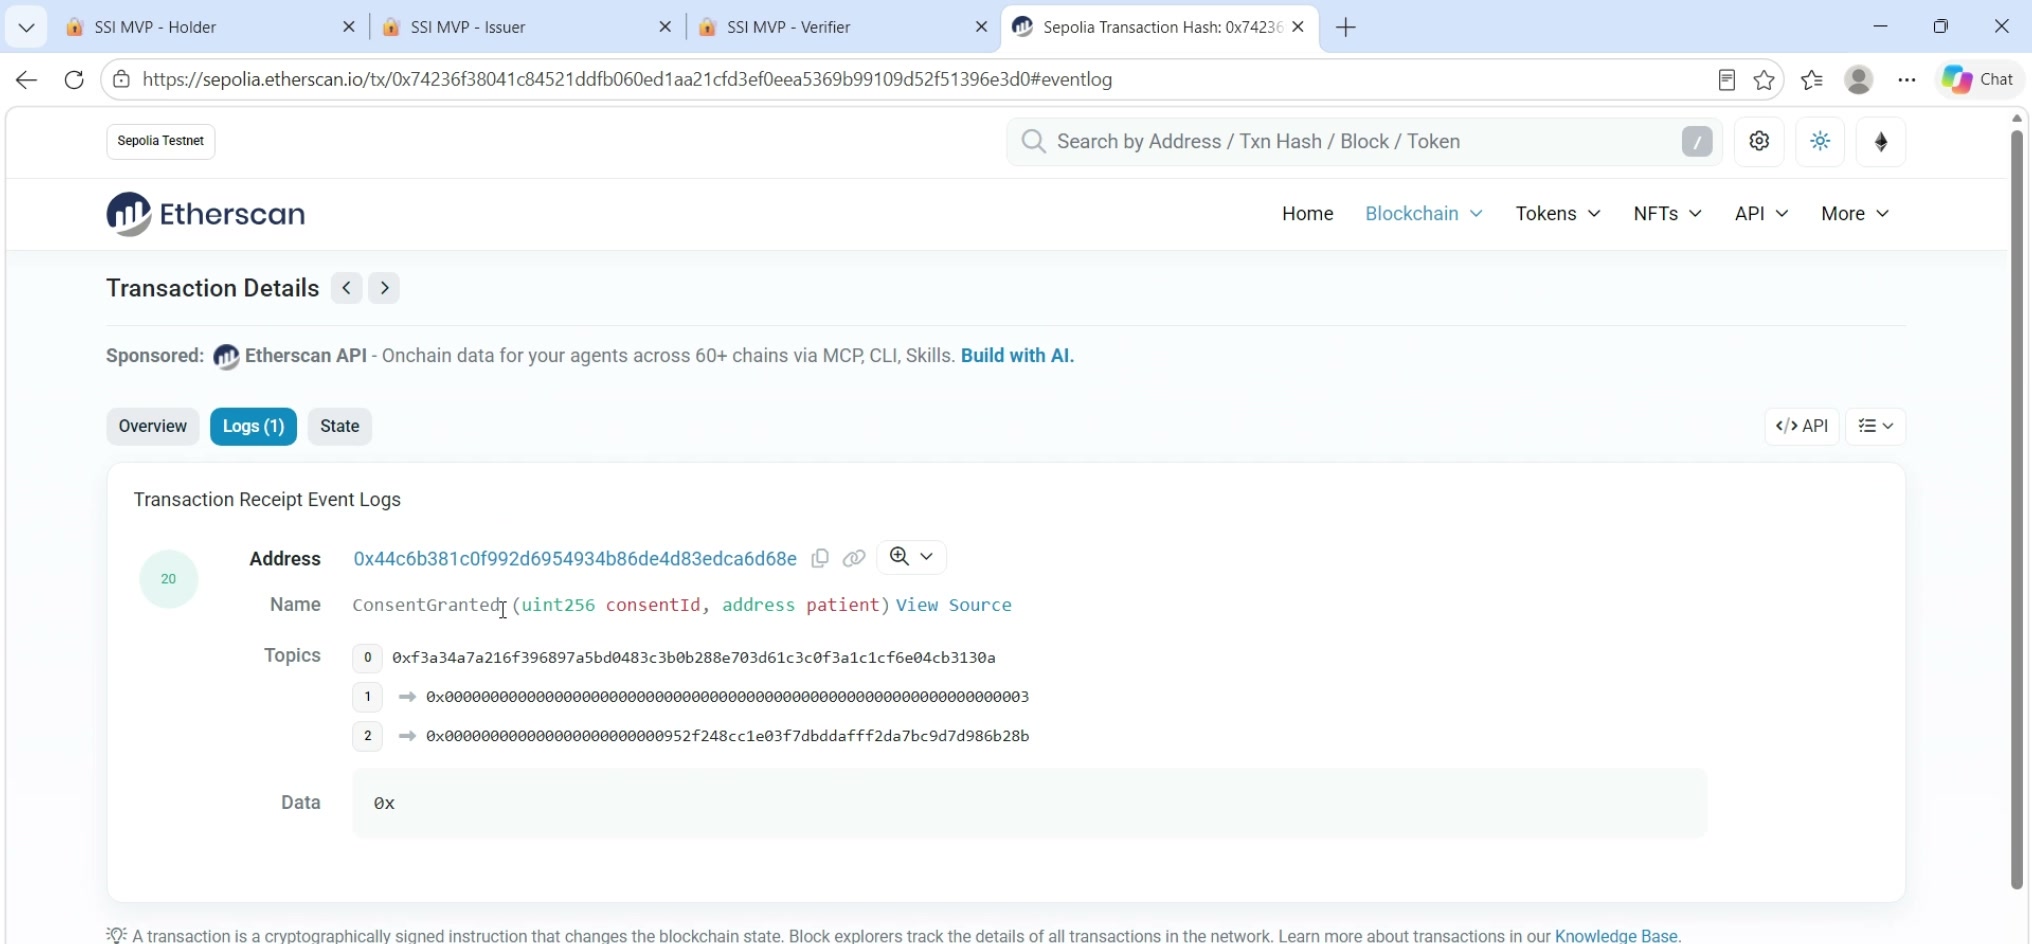 SSI MVP - Holder
SSI MVP - Issuer
SSI MVP - Verifier
Sepolia Transaction Hash: 0x74236
https://sepolia.etherscan.io/tx/0x74236f38041c84521ddfb060ed1aa21cfd3ef0eea5369b99109d52f51396e3d0#eventlog
Chat
Sepolia Testnet
Search by Address / Txn Hash / Block / Token
/
Etherscan
Home
Blockchain
Tokens
NFTs
API
More
Transaction Details
Sponsored: Etherscan API - Onchain data for your agents across 60+ chains via MCP, CLI, Skills. Build with AI.
Overview
Logs (1)
State
</> API
Transaction Receipt Event Logs
20
Address 0x44c6b381c0f992d6954934b86de4d83edca6d68e
Name ConsentGranted (uint256 consentId, address patient) View Source
Topics 0 0xf3a34a7a216f396897a5bd0483c3b0b288e703d61c3c0f3a1c1cf6e04cb3130a
1 0x0000000000000000000000000000000000000000000000000000000000000003
2 0x000000000000000000000000952f248cc1e03f7dbddafff2da7bc9d7d986b28b
Data 0x
A transaction is a cryptographically signed instruction that changes the blockchain state. Block explorers track the details of all transactions in the network. Learn more about transactions in our Knowledge Base.